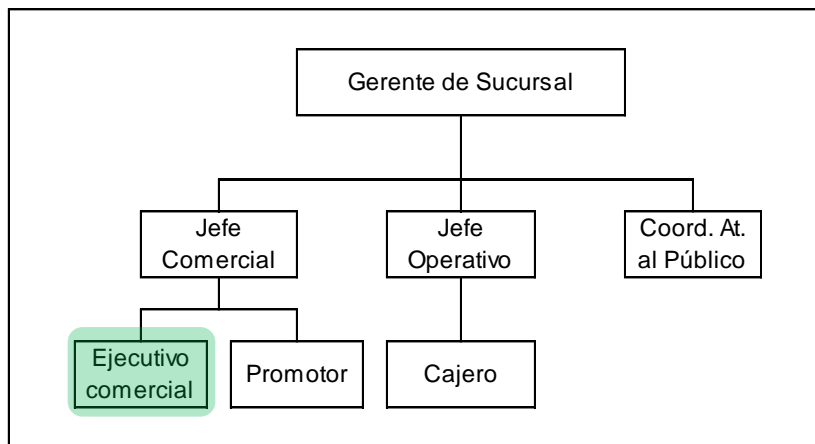 Gerente de Sucursal
Jefe
Comercial
Jefe
Operativo
Coord. At.
al Público
Ejecutivo
comercial
Promotor
Cajero